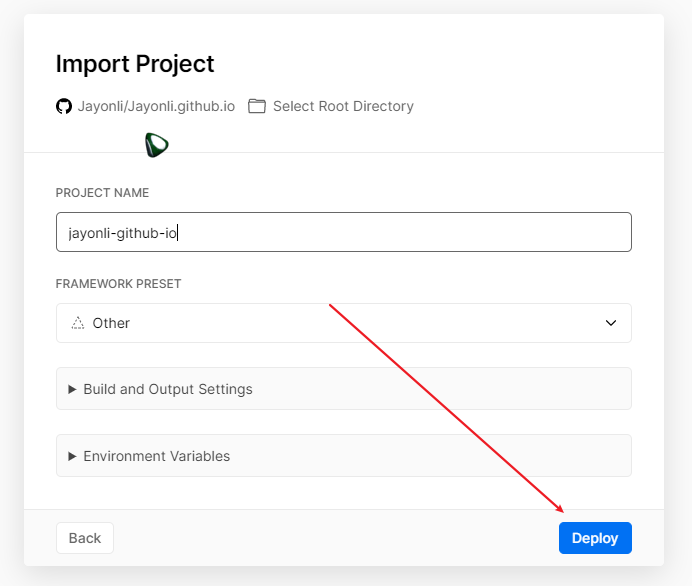 Import Project
Jayonli/Jayonli.github.io Select Root Directory
PROJECT NAME
jayonli-github-io
FRAMEWORK PRESET
Other
Build and Output Settings
Environment Variables
Back Deploy